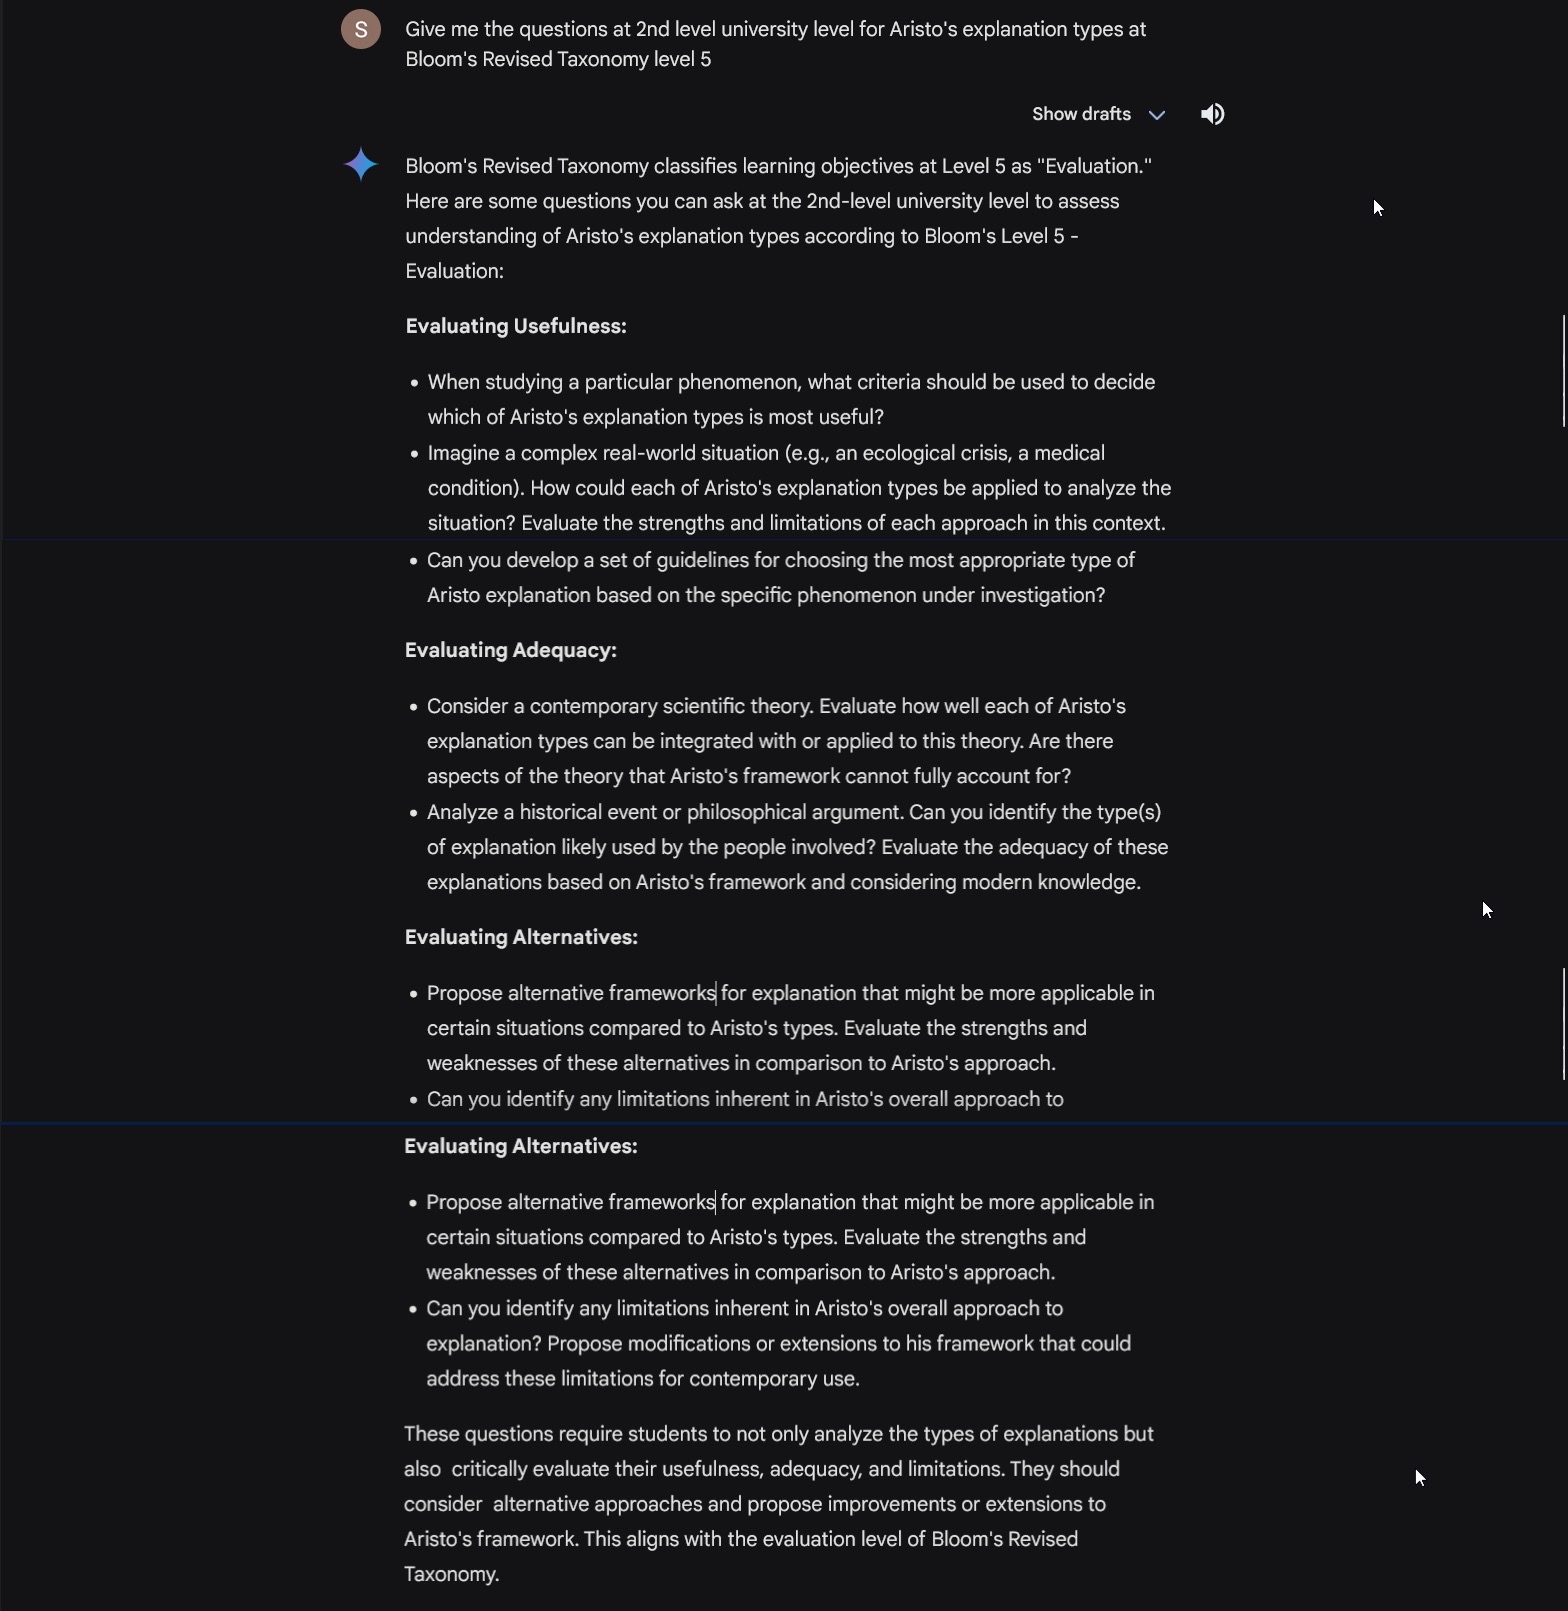 S
Give me the questions at 2nd level university level for Aristo's explanation types at
Bloom's Revised Taxonomy level 5
Show drafts
Bloom's Revised Taxonomy classifies learning objectives at Level 5 as "Evaluation."
Here are some questions you can ask at the 2nd-level university level to assess
understanding of Aristo's explanation types according to Bloom's Level 5 -
Evaluation:
Evaluating Usefulness:
• When studying a particular phenomenon, what criteria should be used to decide
which of Aristo's explanation types is most useful?
• Imagine a complex real-world situation (e.g., an ecological crisis, a medical
condition). How could each of Aristo's explanation types be applied to analyze the
situation? Evaluate the strengths and limitations of each approach in this context.
• Can you develop a set of guidelines for choosing the most appropriate type of
Aristo explanation based on the specific phenomenon under investigation?
Evaluating Adequacy:
• Consider a contemporary scientific theory. Evaluate how well each of Aristo's
explanation types can be integrated with or applied to this theory. Are there
aspects of the theory that Aristo's framework cannot fully account for?
• Analyze a historical event or philosophical argument. Can you identify the type(s)
of explanation likely used by the people involved? Evaluate the adequacy of these
explanations based on Aristo's framework and considering modern knowledge.
Evaluating Alternatives:
• Propose alternative frameworks for explanation that might be more applicable in
certain situations compared to Aristo's types. Evaluate the strengths and
weaknesses of these alternatives in comparison to Aristo's approach.
• Can you identify any limitations inherent in Aristo's overall approach to
Evaluating Alternatives:
• Propose alternative frameworks for explanation that might be more applicable in
certain situations compared to Aristo's types. Evaluate the strengths and
weaknesses of these alternatives in comparison to Aristo's approach.
• Can you identify any limitations inherent in Aristo's overall approach to
explanation? Propose modifications or extensions to his framework that could
address these limitations for contemporary use.
These questions require students to not only analyze the types of explanations but
also  critically evaluate their usefulness, adequacy, and limitations. They should
consider  alternative approaches and propose improvements or extensions to
Aristo's framework. This aligns with the evaluation level of Bloom's Revised
Taxonomy.